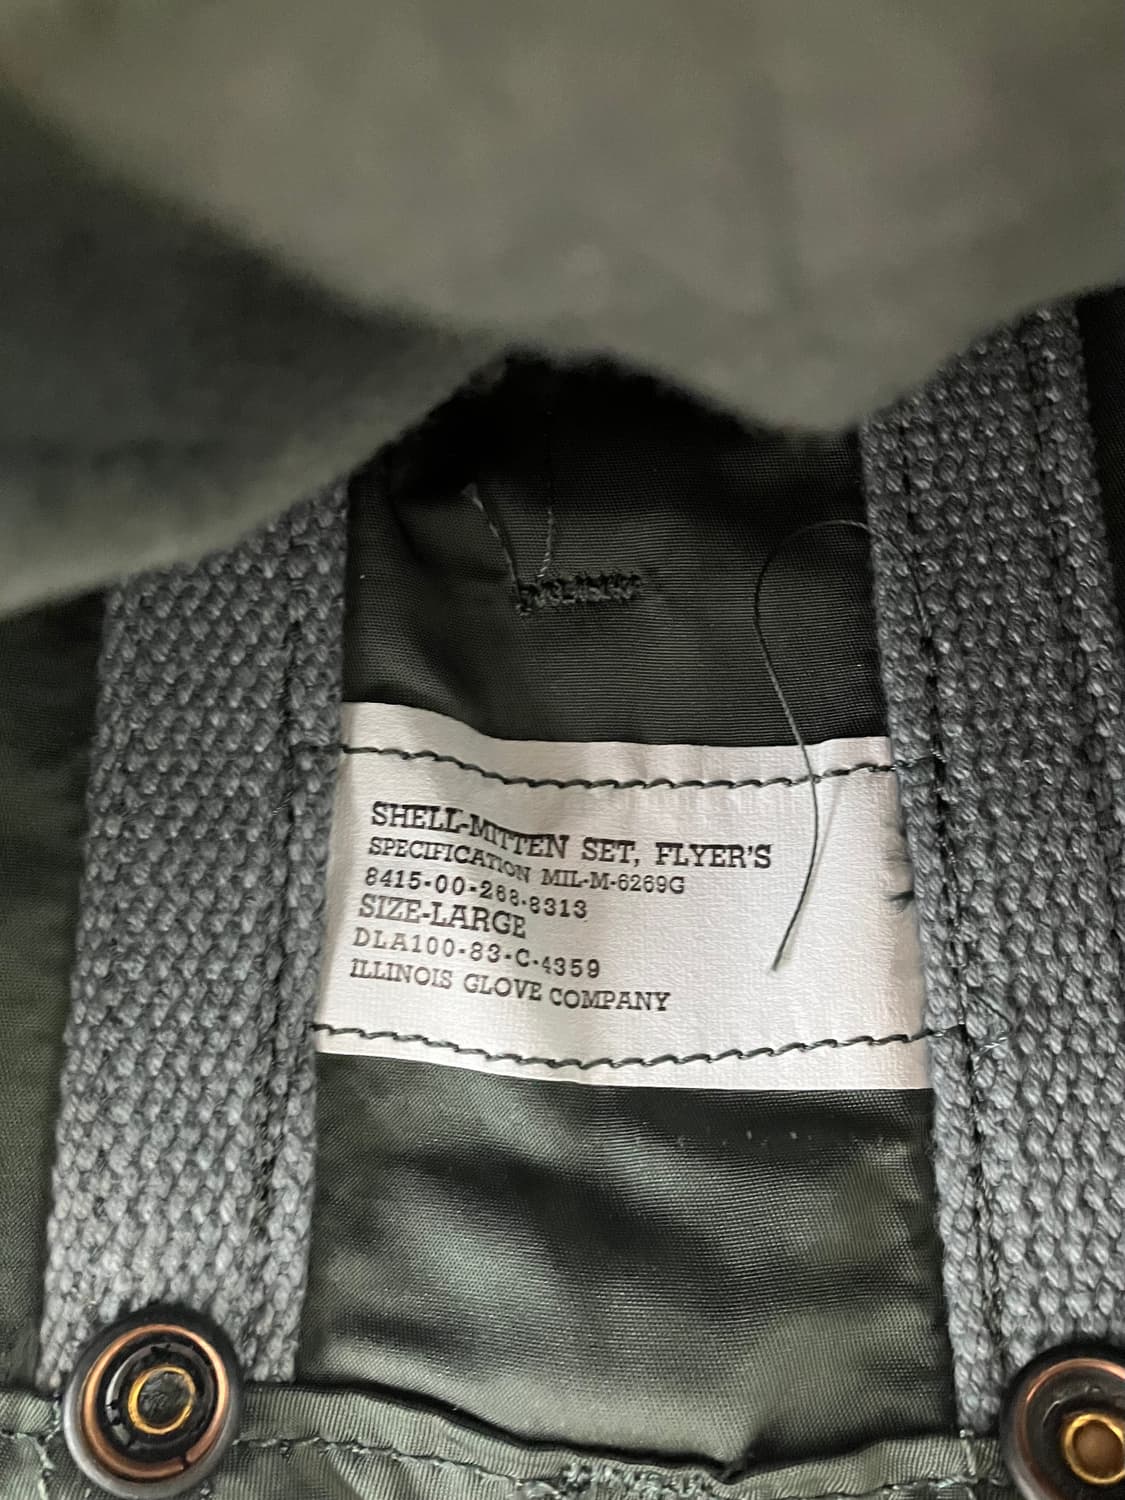 SHELL-MITTEN SET, FLYER'S
SPECIFICATION MIL-M-6269G
8415-00-268-8313
SIZE-LARGE
DLA100-83-C-4359
ILLINOIS GLOVE COMPANY